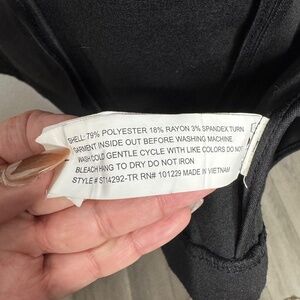 SHELL: 79% POLYESTER 18% RAYON 3% SPANDEX TURN
GARMENT INSIDE OUT BEFORE WASHING MACHINE
WASH COLD GENTLE CYCLE WITH LIKE COLORS DO NOT
BLEACH HANG TO DRY DO NOT IRON
STYLE # ST14292-TR RN# 101229 MADE IN VIETNAM